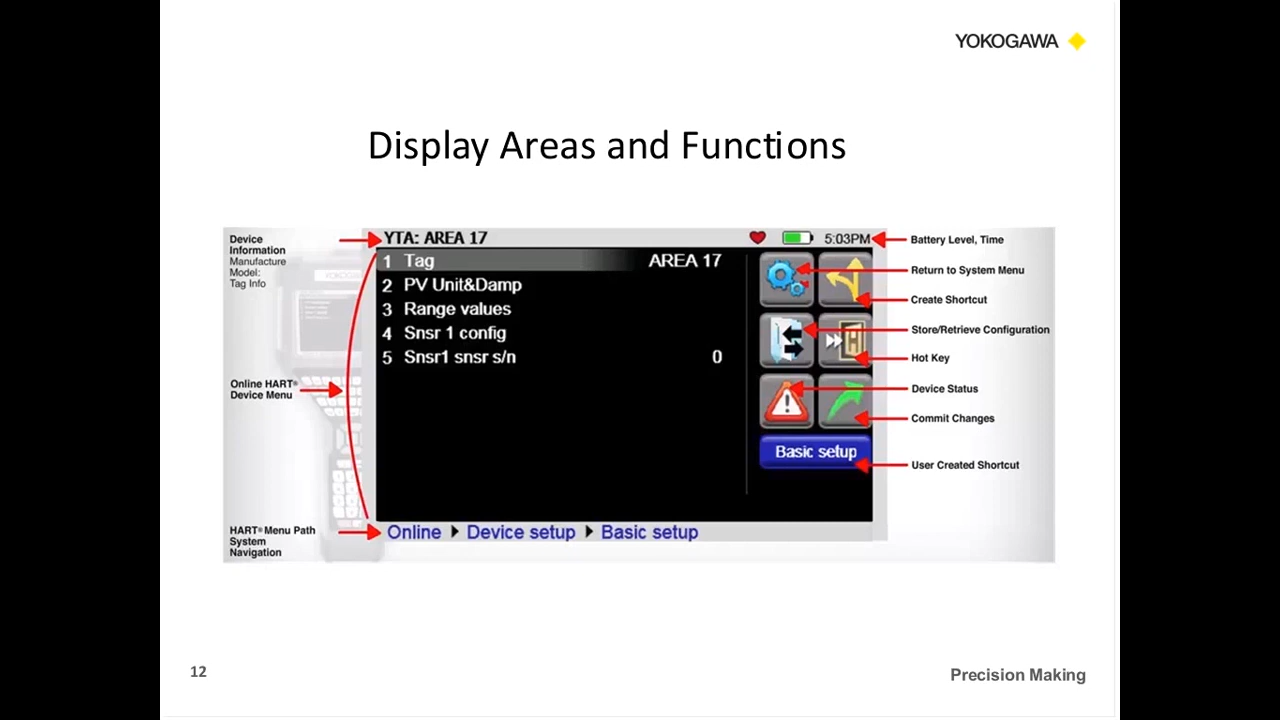 YOKOGAWA
Display Areas and Functions
Device
Information
Manufacture
Model:
Tag Info
Online HART®
Device Menu
HART® Menu Path
System
Navigation
YTA: AREA 17
5:03PM
1 Tag AREA 17
2 PV Unit&Damp
3 Range values
4 Snsr 1 config
5 Snsr1 snsr s/n 0
Basic setup
Online Device setup Basic setup
Battery Level, Time
Return to System Menu
Create Shortcut
Store/Retrieve Configuration
Hot Key
Device Status
Commit Changes
User Created Shortcut
12
Precision Making